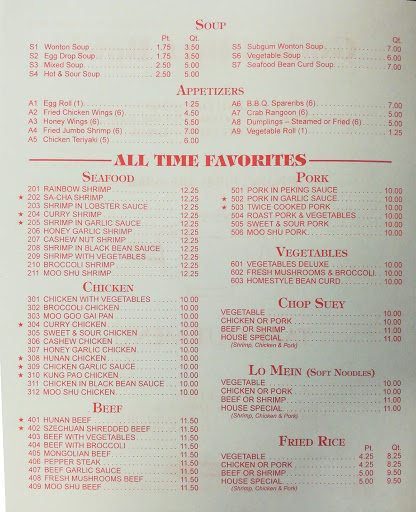 SOUP
Pt. Qt.
S1 Wonton Soup 1.75 3.50
S2 Egg Drop Soup 1.75 3.50
S3 Mixed Soup 2.50 5.00
S4 Hot & Sour Soup 2.50 5.00
Qt.
S5 Subgum Wonton Soup 7.00
S6 Vegetable Soup 6.00
S7 Seafood Bean Curd Soup 7.00
APPETIZERS
A1 Egg Roll (1) 1.25
A2 Fried Chicken Wings (6) 4.50
A3 Honey Wings (6) 5.50
A4 Fried Jumbo Shrimp (6) 7.00
A5 Chicken Teriyaki (5) 6.00
A6 B.B.Q. Spareribs (6) 7.00
A7 Crab Rangoon (6) 5.00
A8 Dumplings – Steamed or Fried (6) 5.00
A9 Vegetable Roll (1) 1.25
ALL TIME FAVORITES
SEAFOOD
201 RAINBOW SHRIMP 12.25
★ 202 SA-CHA SHRIMP 12.25
203 SHRIMP IN LOBSTER SAUCE 12.25
★ 204 CURRY SHRIMP 12.25
★ 205 SHRIMP IN GARLIC SAUCE 12.25
206 HONEY GARLIC SHRIMP 12.25
207 CASHEW NUT SHRIMP 12.25
208 SHRIMP IN BLACK BEAN SAUCE 12.25
209 SHRIMP WITH VEGETABLES 12.25
210 BROCCOLI SHRIMP 12.25
211 MOO SHU SHRIMP 12.25
CHICKEN
301 CHICKEN WITH VEGETABLES 10.00
302 BROCCOLI CHICKEN 10.00
303 MOO GOO GAI PAN 10.00
★ 304 CURRY CHICKEN 10.00
305 SWEET & SOUR CHICKEN 10.00
306 CASHEW CHICKEN 10.00
307 HONEY GARLIC CHICKEN 10.00
★ 308 HUNAN CHICKEN 10.00
★ 309 CHICKEN GARLIC SAUCE 10.00
★ 310 KUNG PAO CHICKEN 10.00
311 CHICKEN IN BLACK BEAN SAUCE 10.00
312 MOO SHU CHICKEN 10.00
BEEF
★ 401 HUNAN BEEF 11.50
★ 402 SZECHUAN SHREDDED BEEF 11.50
403 BEEF WITH VEGETABLES 11.50
404 BEEF WITH BROCCOLI 11.50
405 MONGOLIAN BEEF 11.50
406 PEPPER STEAK 11.50
407 BEEF GARLIC SAUCE 11.50
408 FRESH MUSHROOMS BEEF 11.50
409 MOO SHU BEEF 11.50
PORK
501 PORK IN PEKING SAUCE 10.00
★ 502 PORK IN GARLIC SAUCE 10.00
★ 503 TWICE COOKED PORK 10.00
504 ROAST PORK & VEGETABLES 10.00
505 SWEET & SOUR PORK 10.00
506 MOO SHU PORK 10.00
VEGETABLES
601 VEGETABLES DELUXE 10.00
602 FRESH MUSHROOMS & BROCCOLI 10.00
603 HOMESTYLE BEAN CURD 10.00
CHOP SUEY
VEGETABLE 10.00
CHICKEN OR PORK 10.00
BEEF OR SHRIMP 11.00
HOUSE SPECIAL 11.00
(Shrimp, Chicken & Pork)
LO MEIN (SOFT NOODLES)
VEGETABLE 10.00
CHICKEN OR PORK 10.00
BEEF OR SHRIMP 11.00
HOUSE SPECIAL 11.00
(Shrimp, Chicken & Pork)
FRIED RICE
Pt. Qt.
VEGETABLE 4.25 8.25
CHICKEN OR PORK 4.25 8.25
BEEF OR SHRIMP 5.00 9.50
HOUSE SPECIAL 5.00 9.50
(Shrimp, Chicken & Pork)